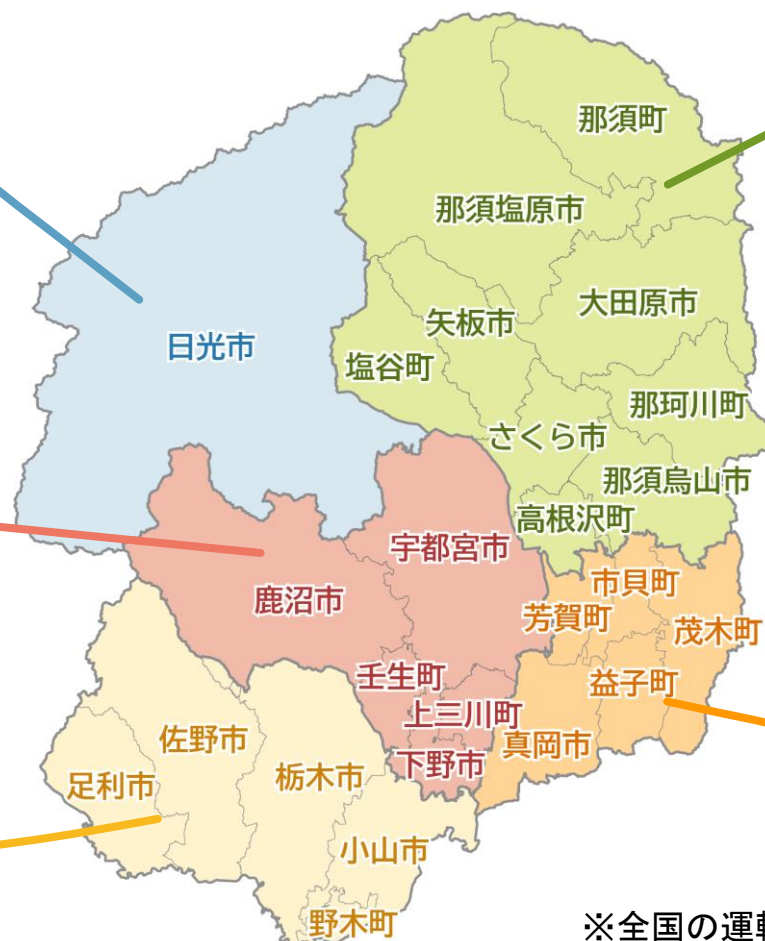 那須町
那須塩原市
大田原市
矢板市
日光市
塩谷町
那珂川町
さくら市
那須烏山市
高根沢町
宇都宮市
市貝町
鹿沼市
芳賀町
茂木町
壬生町
益子町
上三川町
佐野市
真岡市
下野市
足利市
栃木市
小山市
野木町
※全国の運転